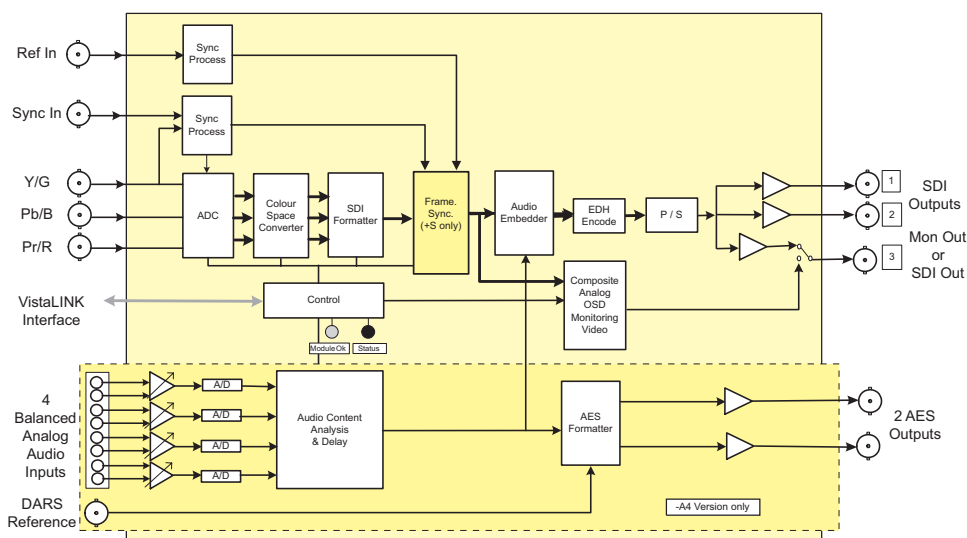 Ref In
Sync
Process
Sync In
Sync
Process
Y/G
Pb/B
Pr/R
ADC
Colour
Space
Converter
SDI
Formatter
Frame.
Sync.
(+S only)
Audio
Embedder
EDH
Encode
P / S
1
SDI
Outputs
2
3
Mon Out
or
SDI Out
VistaLINK
Interface
Control
Module Ok
Status
Composite
Analog
OSD
Monitoring
Video
4
Balanced
Analog
Audio
Inputs
A/D
A/D
A/D
A/D
Audio Content
Analysis
& Delay
AES
Formatter
2 AES
Outputs
DARS
Reference
-A4 Version only